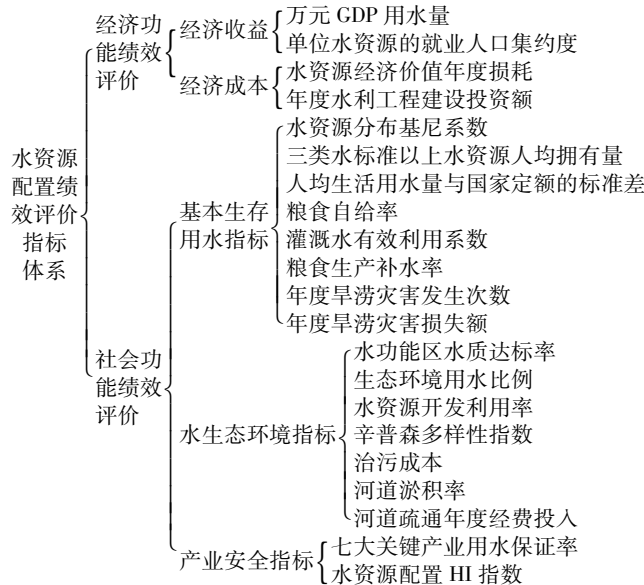 水资源
配置绩
效评价
指标
体系
经济功
能绩效
评价
经济收益
万元 GDP 用水量
单位水资源的就业人口集约度
经济成本
水资源经济价值年度损耗
年度水利工程建设投资额
社会功
能绩效
评价
基本生存
用水指标
水资源分布基尼系数
三类水标准以上水资源人均拥有量
人均生活用水量与国家定额的标准差
粮食自给率
灌溉水有效利用系数
粮食生产补水率
年度旱涝灾害发生次数
年度旱涝灾害损失额
水生态环境指标
水功能区水质达标率
生态环境用水比例
水资源开发利用率
辛普森多样性指数
治污成本
河道淤积率
河道疏通年度经费投入
产业安全指标
七大关键产业用水保证率
水资源配置 HI 指数